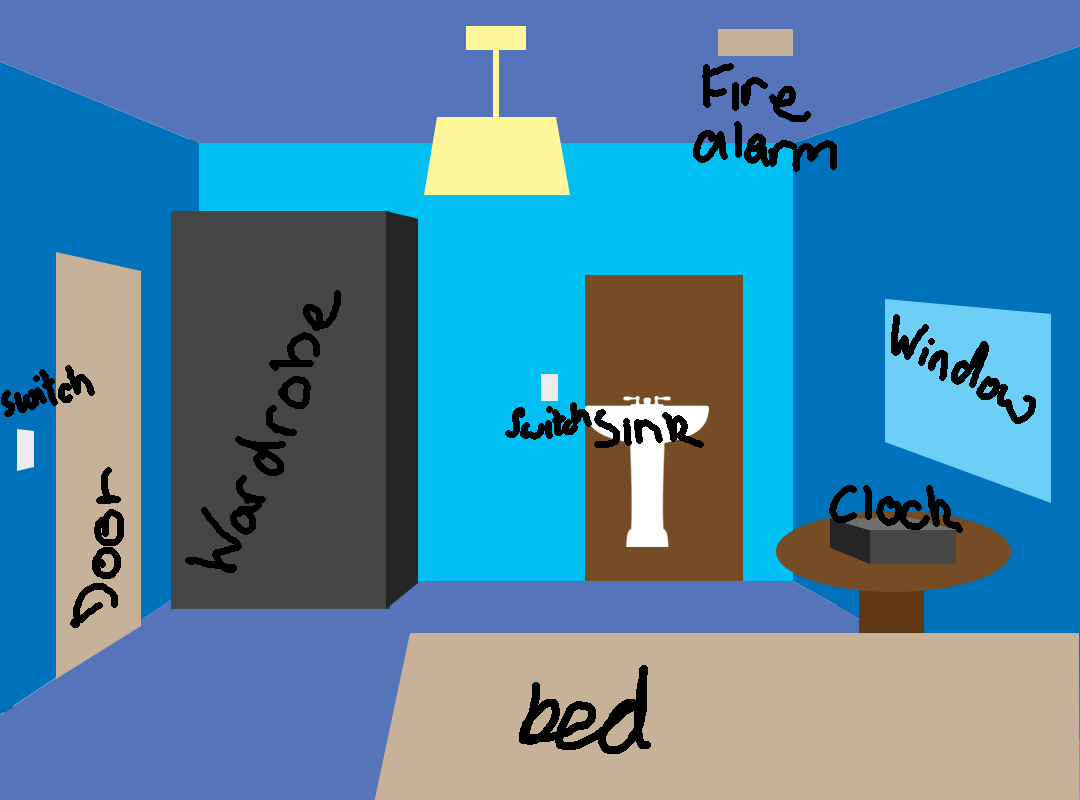 Fire
alarm
switch
Wardrobe
Window
Switch
Sink
Door
Clock
bed